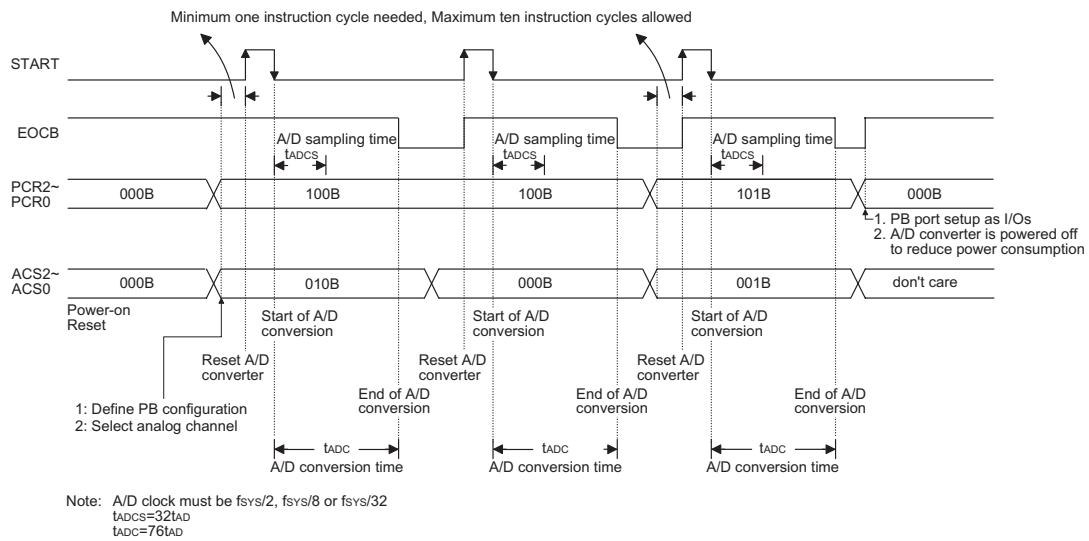 Minimum one instruction cycle needed, Maximum ten instruction cycles allowed
START
EOCB
A/D sampling time
tADCS
A/D sampling time
tADCS
A/D sampling time
tADCS
PCR2~
PCR0
000B
100B
100B
101B
000B
1. PB port setup as I/Os
2. A/D converter is powered off
to reduce power consumption
ACS2~
ACS0
000B
010B
000B
001B
don't care
Power-on
Reset
Start of A/D
conversion
Start of A/D
conversion
Start of A/D
conversion
Reset A/D
converter
Reset A/D
converter
Reset A/D
converter
1: Define PB configuration
2: Select analog channel
End of A/D
conversion
End of A/D
conversion
End of A/D
conversion
tADC
A/D conversion time
tADC
A/D conversion time
tADC
A/D conversion time
Note: A/D clock must be fSYS/2, fSYS/8 or fSYS/32
tADCS=32tAD
tADC=76tAD